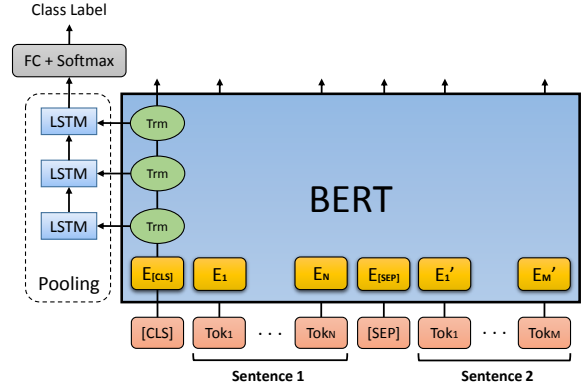 Class Label
FC + Softmax
LSTM Trm
LSTM Trm
BERT
LSTM Trm
Pooling
E[CLS] E1 EN E[SEP] E1' EM'
[CLS] Tok1 . . . TokN [SEP] Tok1 . . . TokM
Sentence 1 Sentence 2